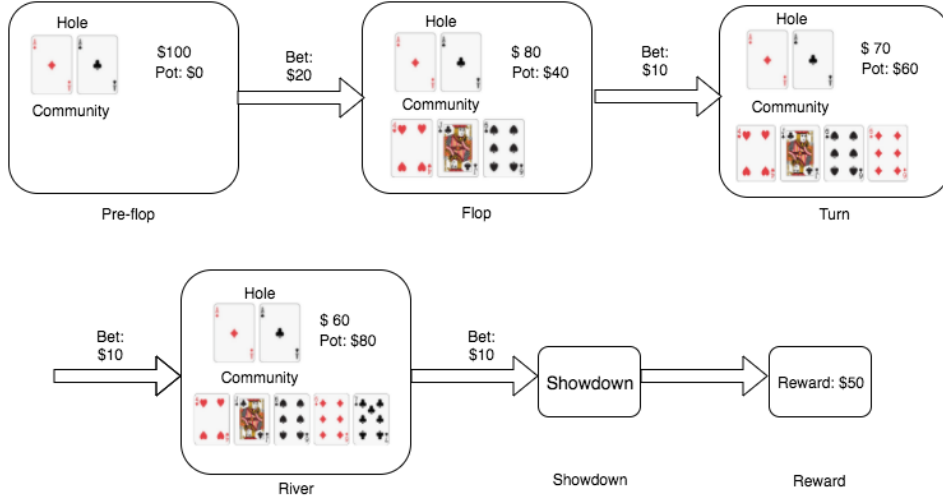 Hole
$100
Pot: $0
Community
Pre-flop
Bet:
$20
Hole
$ 80
Pot: $40
Community
Flop
Bet:
$10
Hole
$ 70
Pot: $60
Community
Turn
Bet:
$10
Hole
$ 60
Pot: $80
Community
River
Bet:
$10
Showdown
Showdown
Reward: $50
Reward